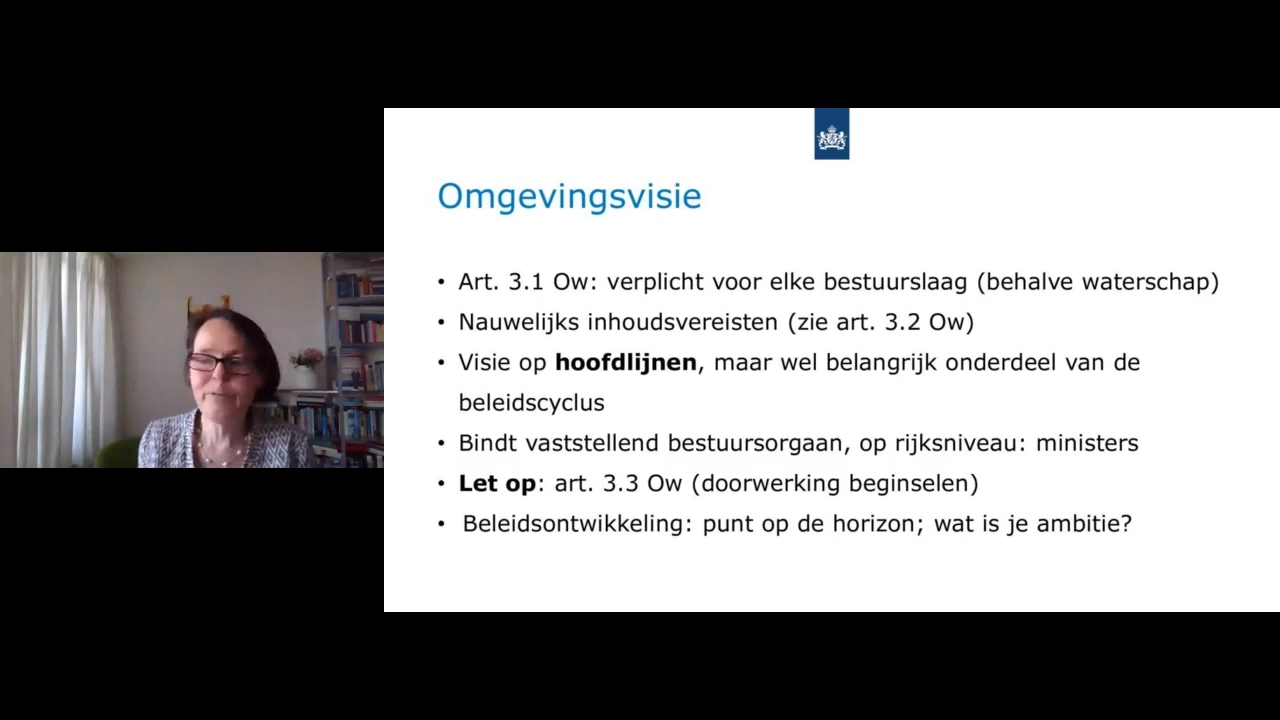 Omgevingsvisie
• Art. 3.1 Ow: verplicht voor elke bestuurslaag (behalve waterschap)
• Nauwelijks inhoudsvereisten (zie art. 3.2 Ow)
• Visie op hoofdlijnen, maar wel belangrijk onderdeel van de
beleidscyclus
• Bindt vaststellend bestuursorgaan, op rijksniveau: ministers
• Let op: art. 3.3 Ow (doorwerking beginselen)
• Beleidsontwikkeling: punt op de horizon; wat is je ambitie?